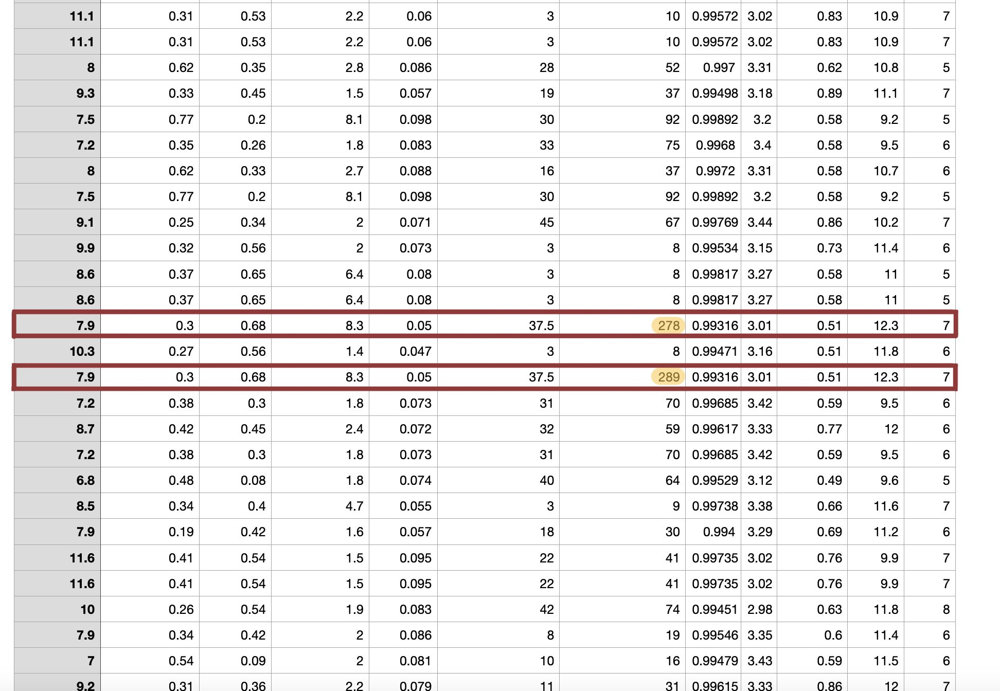 11.1 0.31 0.53 2.2 0.06 3 10 0.99572 3.02 0.83 10.9 7
11.1 0.31 0.53 2.2 0.06 3 10 0.99572 3.02 0.83 10.9 7
8 0.62 0.35 2.8 0.086 28 52 0.997 3.31 0.62 10.8 5
9.3 0.33 0.45 1.5 0.057 19 37 0.99498 3.18 0.89 11.1 7
7.5 0.77 0.2 8.1 0.098 30 92 0.99892 3.2 0.58 9.2 5
7.2 0.35 0.26 1.8 0.083 33 75 0.9968 3.4 0.58 9.5 6
8 0.62 0.33 2.7 0.088 16 37 0.9972 3.31 0.58 10.7 6
7.5 0.77 0.2 8.1 0.098 30 92 0.99892 3.2 0.58 9.2 5
9.1 0.25 0.34 2 0.071 45 67 0.99769 3.44 0.86 10.2 7
9.9 0.32 0.56 2 0.073 3 8 0.99534 3.15 0.73 11.4 6
8.6 0.37 0.65 6.4 0.08 3 8 0.99817 3.27 0.58 11 5
8.6 0.37 0.65 6.4 0.08 3 8 0.99817 3.27 0.58 11 5
7.9 0.3 0.68 8.3 0.05 37.5 278 0.99316 3.01 0.51 12.3 7
10.3 0.27 0.56 1.4 0.047 3 8 0.99471 3.16 0.51 11.8 6
7.9 0.3 0.68 8.3 0.05 37.5 289 0.99316 3.01 0.51 12.3 7
7.2 0.38 0.3 1.8 0.073 31 70 0.99685 3.42 0.59 9.5 6
8.7 0.42 0.45 2.4 0.072 32 59 0.99617 3.33 0.77 12 6
7.2 0.38 0.3 1.8 0.073 31 70 0.99685 3.42 0.59 9.5 6
6.8 0.48 0.08 1.8 0.074 40 64 0.99529 3.12 0.49 9.6 5
8.5 0.34 0.4 4.7 0.055 3 9 0.99738 3.38 0.66 11.6 7
7.9 0.19 0.42 1.6 0.057 18 30 0.994 3.29 0.69 11.2 6
11.6 0.41 0.54 1.5 0.095 22 41 0.99735 3.02 0.76 9.9 7
11.6 0.41 0.54 1.5 0.095 22 41 0.99735 3.02 0.76 9.9 7
10 0.26 0.54 1.9 0.083 42 74 0.99451 2.98 0.63 11.8 8
7.9 0.34 0.42 2 0.086 8 19 0.99546 3.35 0.6 11.4 6
7 0.54 0.09 2 0.081 10 16 0.99479 3.43 0.59 11.5 6
9.2 0.31 0.36 2.2 0.079 11 31 0.99615 3.33 0.86 12 7